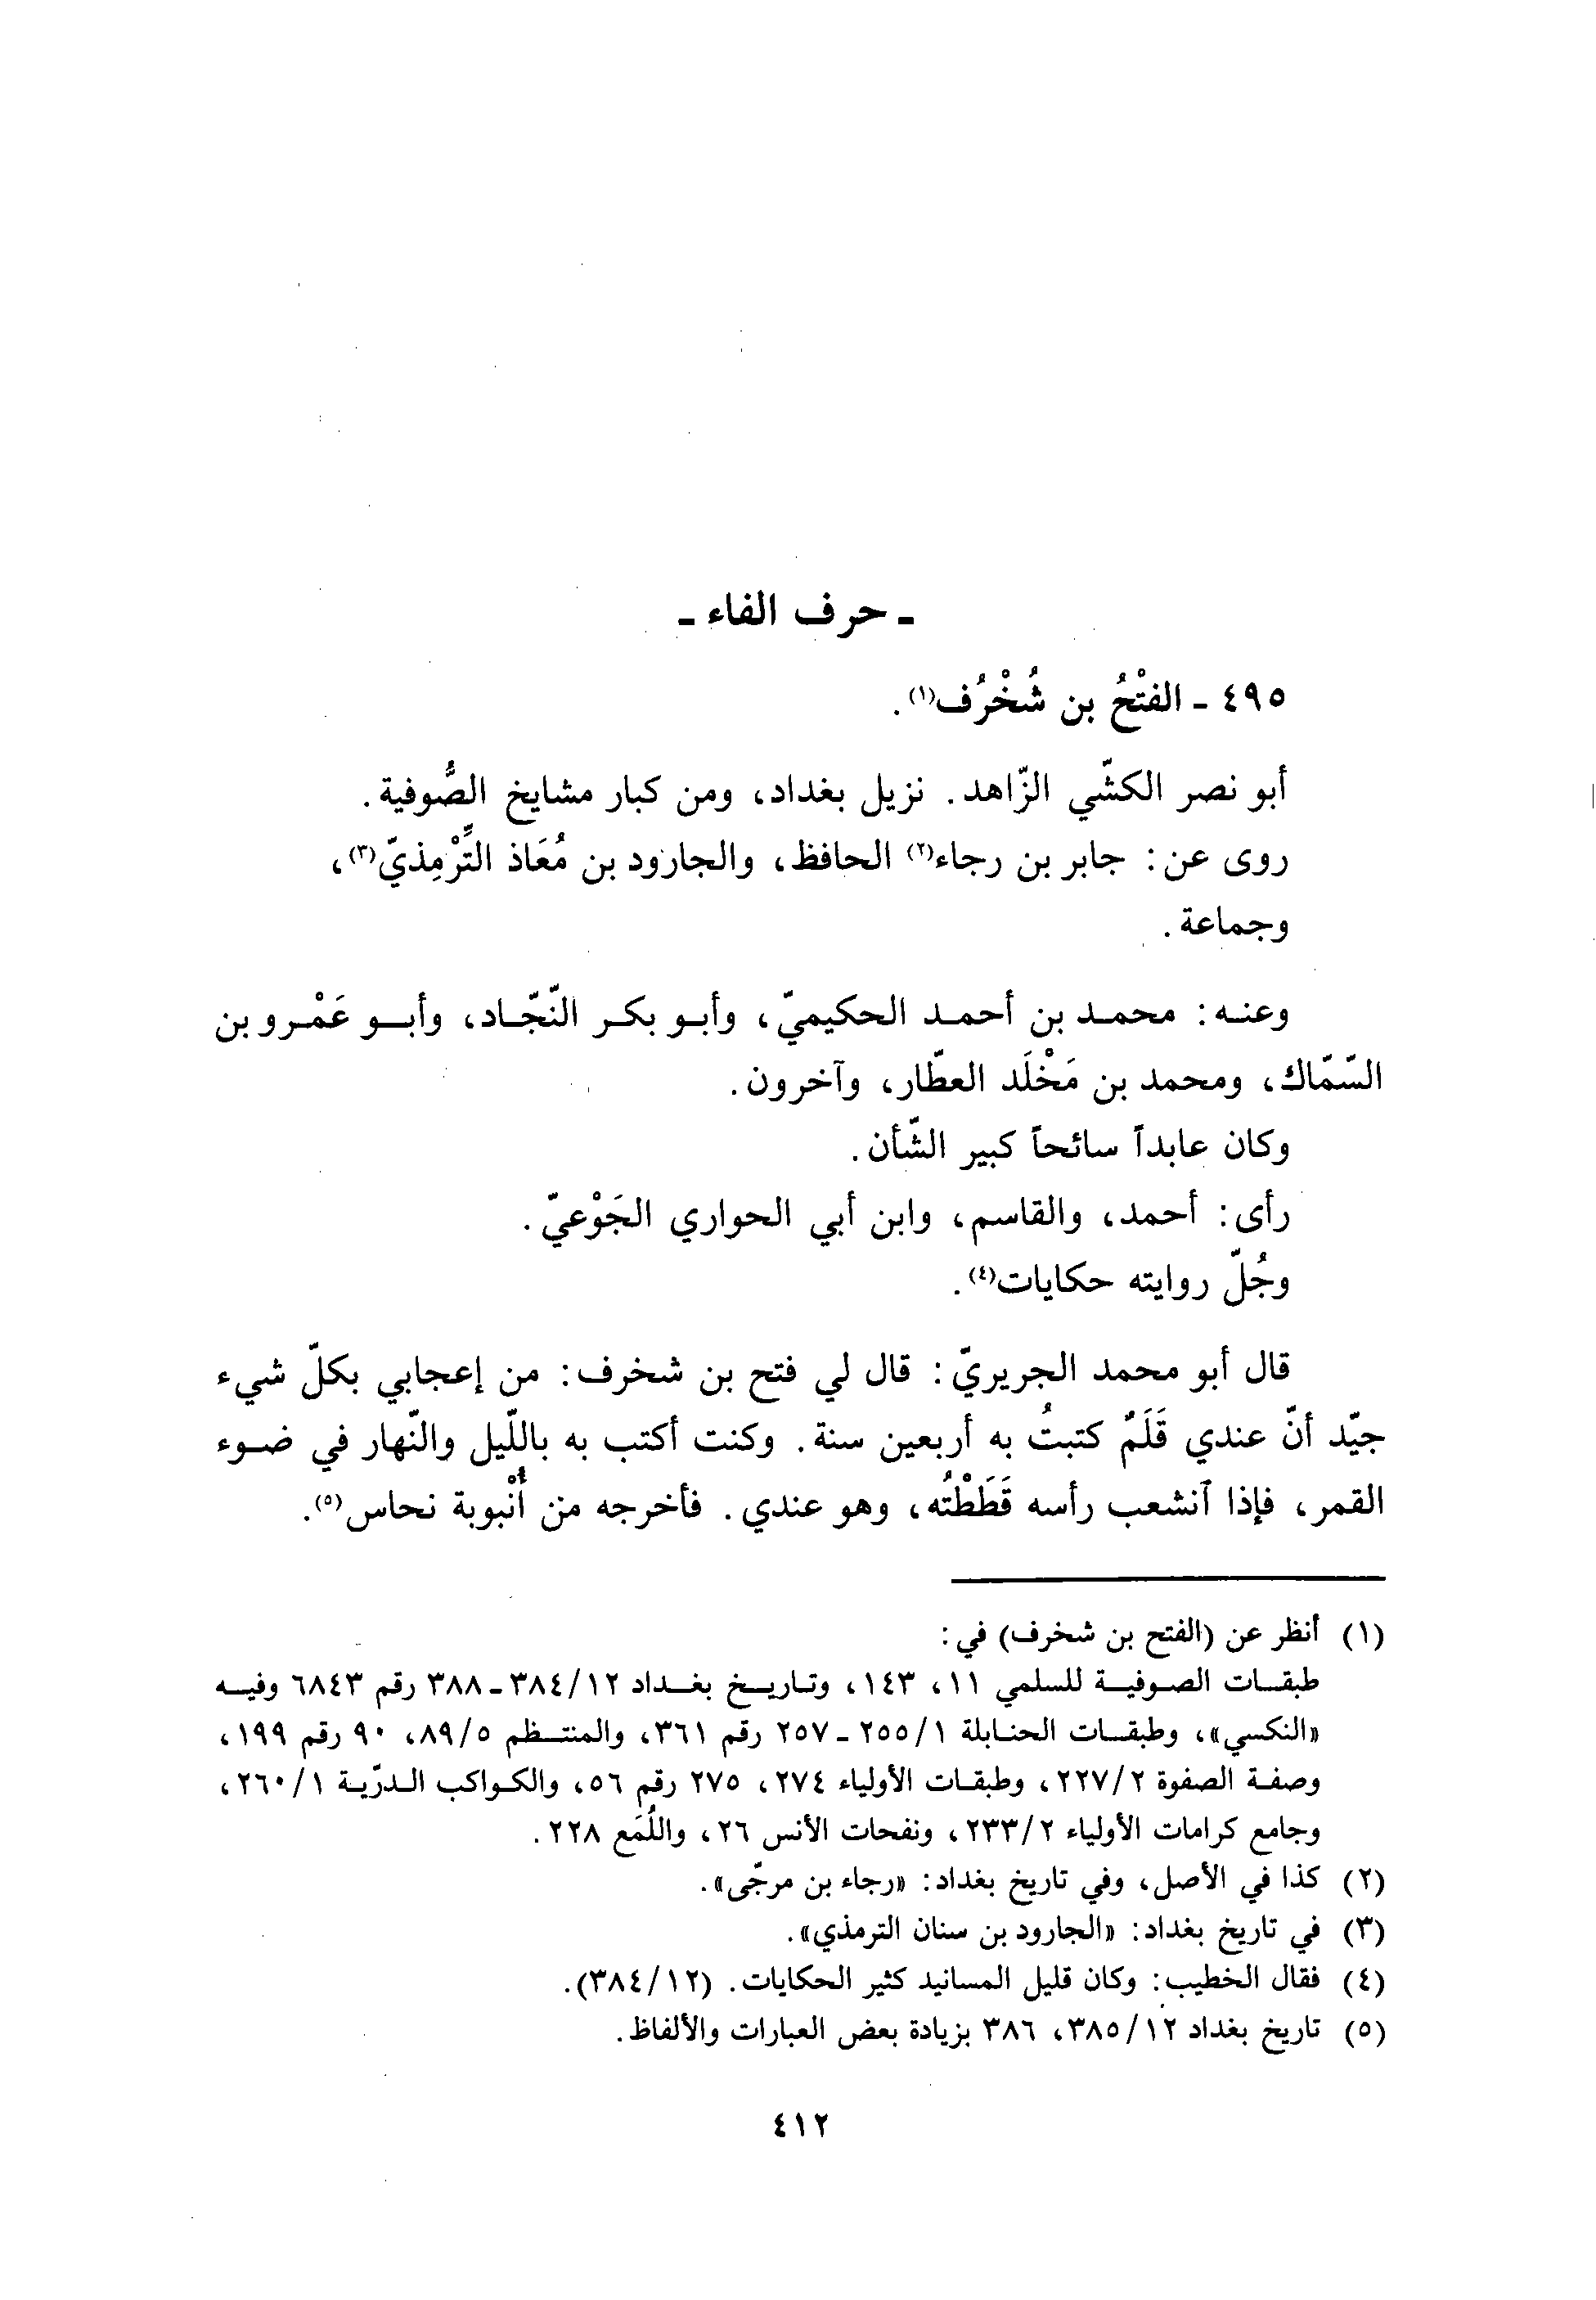 ـ حرف الفاء ـ
٤٩٥ ـ الفتْحُ بن شُخْرُف(١).
أبو نصر الكشّي الزّاهد. نزيل بغداد، ومن كبار مشايخ الصُّوفية.
روى عن: جابر بن رجاء(٢) الحافظ، والجارود بن مُعَاذ التِّرْمِذيّ(٣)،
وجماعة.
وعنه: محمد بن أحمد الحكيميّ، وأبو بكر النّجّاد، وأبو عَمْرو بن
السّمّاك، ومحمد بن مَخْلَد العطّار، وآخرون.
وكان عابداً سائحاً كبير الشّأن.
رأى: أحمد، والقاسم، وابن أبي الحواري الجَوْعيّ.
وجُلّ روايته حكايات(٤).
قال أبو محمد الجريريّ: قال لي فتح بن شخرف: من إعجابي بكلّ شيء
جيّد أنّ عندي قَلَمٌ كتبتُ به أربعين سنة. وكنت أكتب به باللّيل والنّهار في ضوء
القمر، فإذا آنشعب رأسه قَطَطْتُه، وهو عندي. فأخرجه من أُنْبوبة نحاس(٥).
(١) أنظر عن (الفتح بن شخرف) في:
طبقات الصوفية للسلمي ١١، ١٤٣، وتاريخ بغداد ٣٨٤/١٢ ـ ٣٨٨ رقم ٦٨٤٣ وفيه
«النكسي»، وطبقات الحنابلة ٢٥٥/١ ـ ٢٥٧ رقم ٣٦١، والمنتظم ٨٩/٥، ٩٠ رقم ١٩٩،
وصفة الصفوة ٢٢٧/٢، وطبقات الأولياء ٢٧٤، ٢٧٥ رقم ٥٦، والكواكب الدرّية ٢٦٠/١،
وجامع كرامات الأولياء ٢٣٣/٢، ونفحات الأنس ٢٦، واللُمَع ٢٢٨.
(٢) كذا في الأصل، وفي تاريخ بغداد: «رجاء بن مرجّى».
(٣) في تاريخ بغداد: «الجارود بن سنان الترمذي».
(٤) فقال الخطيب: وكان قليل المسانيد كثير الحكايات. (٣٨٤/١٢).
(٥) تاريخ بغداد ٣٨٥/١٢، ٣٨٦ بزيادة بعض العبارات والألفاظ.
٤١٢